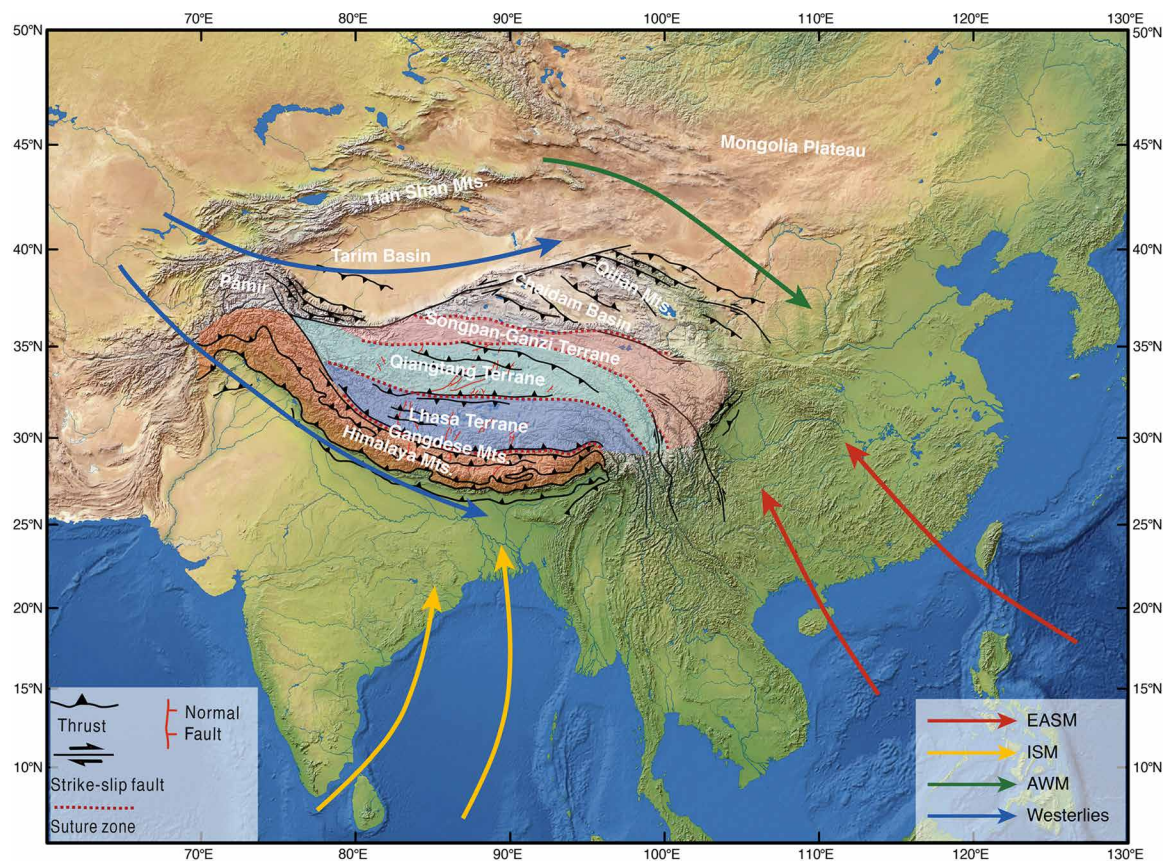 70°E 80°E 90°E 100°E 110°E 120°E 130°E
50°N 50°N
45°N 45°N
Mongolia Plateau
Tian Shan Mts.
40°N 40°N
Tarim Basin
Pamir
Qilian Mts.
Chaidam Basin
Songpan-Ganzi Terrane
35°N 35°N
Qiangtang Terrane
Lhasa Terrane
30°N 30°N
Gangdese Mts.
Himalaya Mts.
25°N 25°N
20°N 20°N
15°N 15°N
10°N 10°N
Thrust
Normal
Fault
Strike-slip fault
Suture zone
EASM
ISM
AWM
Westerlies
70°E 80°E 90°E 100°E 110°E 120°E 130°E